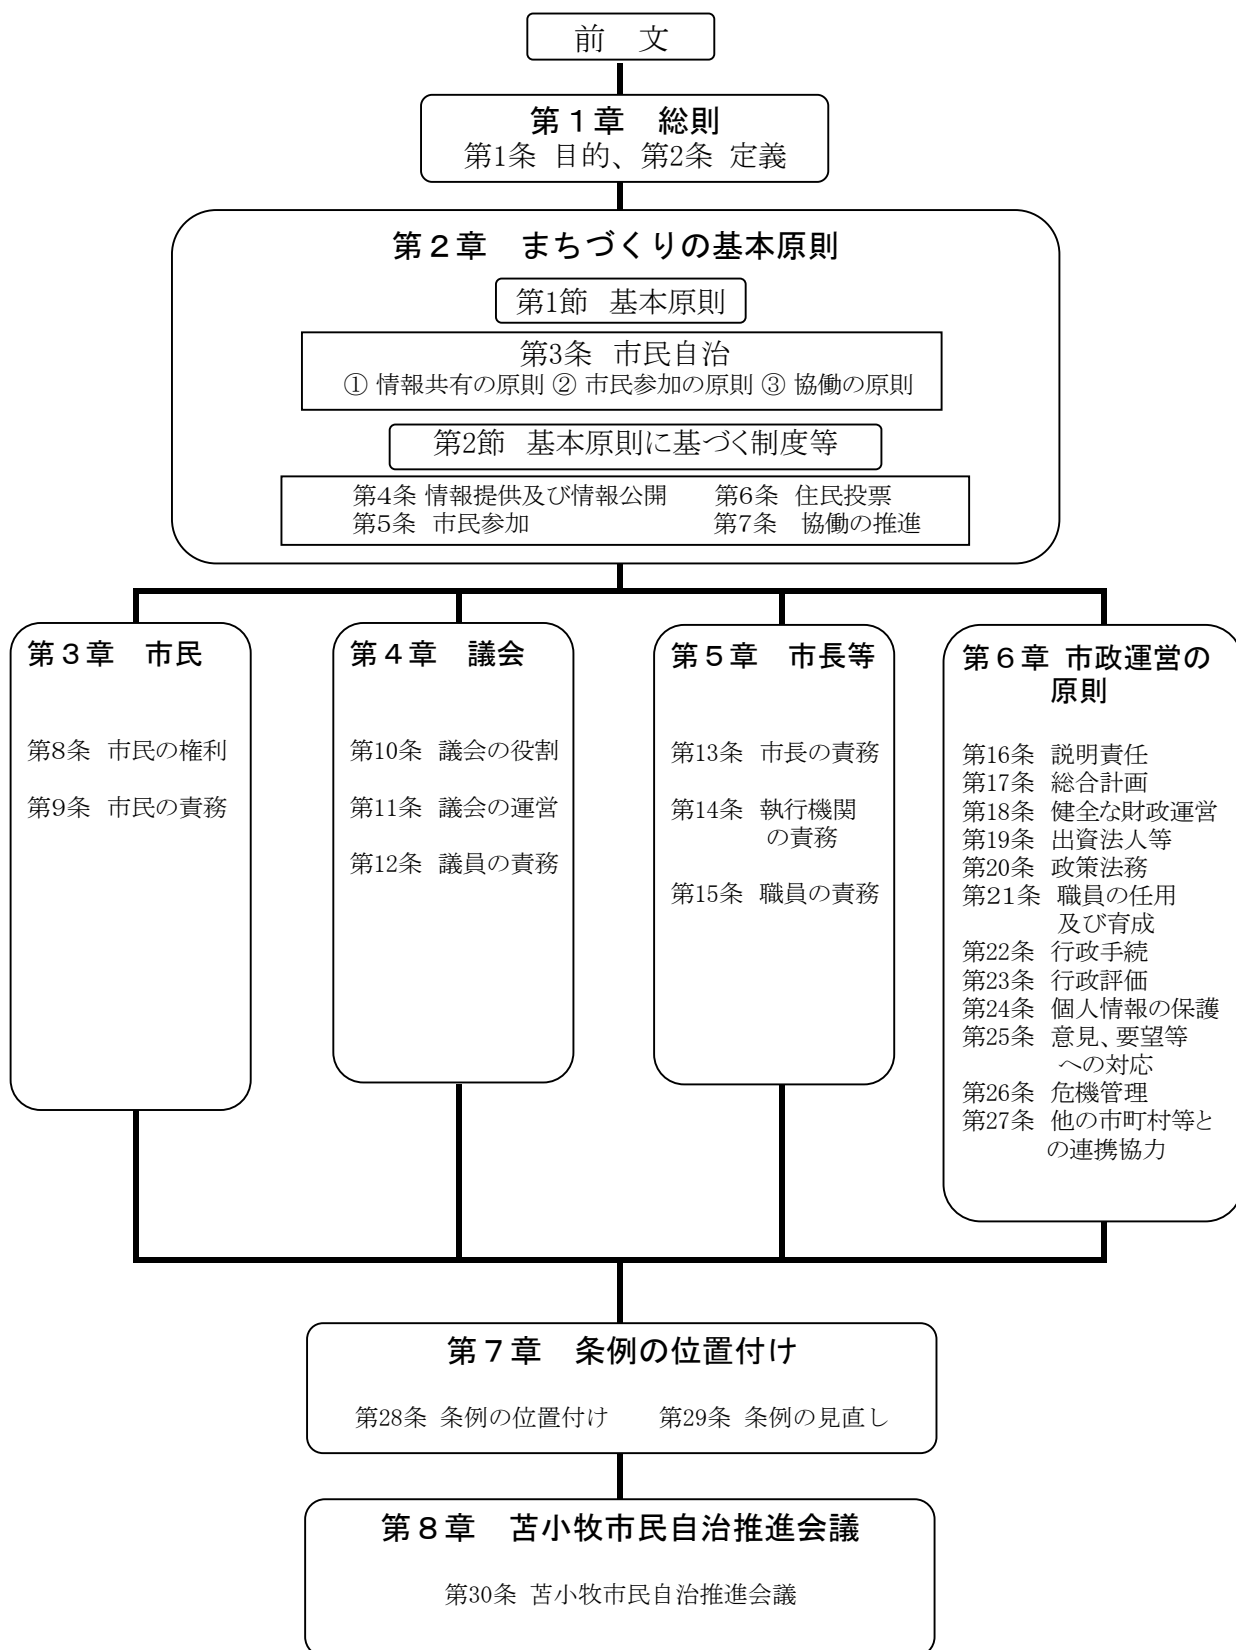 前　文
第１章　総則
第1条 目的、第2条 定義
第２章　まちづくりの基本原則
第1節 基本原則
第3条 市民自治
① 情報共有の原則 ② 市民参加の原則 ③ 協働の原則
第2節 基本原則に基づく制度等
第4条 情報提供及び情報公開　第6条 住民投票
第5条 市民参加　第7条　協働の推進
第３章　市民
第8条 市民の権利
第9条 市民の責務
第４章　議会
第10条 議会の役割
第11条 議会の運営
第12条 議員の責務
第５章　市長等
第13条 市長の責務
第14条 執行機関
の責務
第15条 職員の責務
第６章 市政運営の
原則
第16条 説明責任
第17条 総合計画
第18条 健全な財政運営
第19条 出資法人等
第20条 政策法務
第21条 職員の任用
及び育成
第22条 行政手続
第23条 行政評価
第24条 個人情報の保護
第25条 意見、要望等
への対応
第26条 危機管理
第27条 他の市町村等と
の連携協力
第７章　条例の位置付け
第28条 条例の位置付け　第29条 条例の見直し
第８章　苫小牧市民自治推進会議
第30条 苫小牧市民自治推進会議